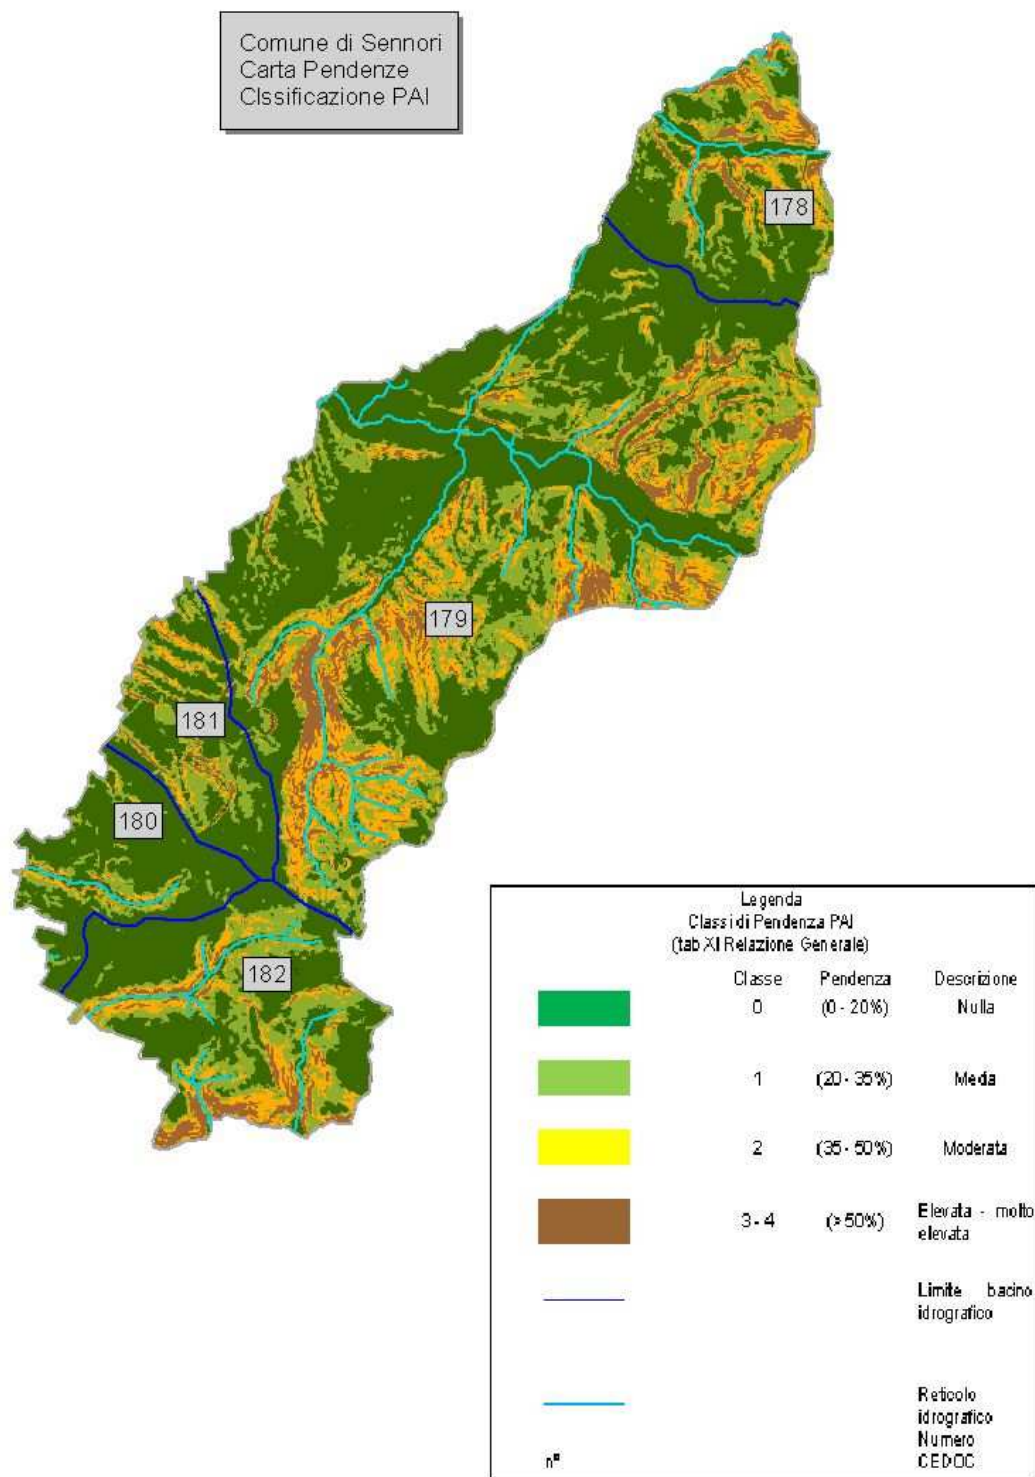 Comune di Sennori
Carta Pendenze
Clssificazione PAI
178
179
181
180
182
Legenda
Classi di Pendenza PAI
(tab XI Relazione Generale)
Classe Pendenza Descrizione
0 (0 - 20%) Nulla
1 (20 - 35%) Media
2 (35 - 50%) Moderata
3 - 4 (>50%) Elevata - molto
elevata
Limite bacino
idrografico
Reticolo
idrografico
Numero
n° CEDOC